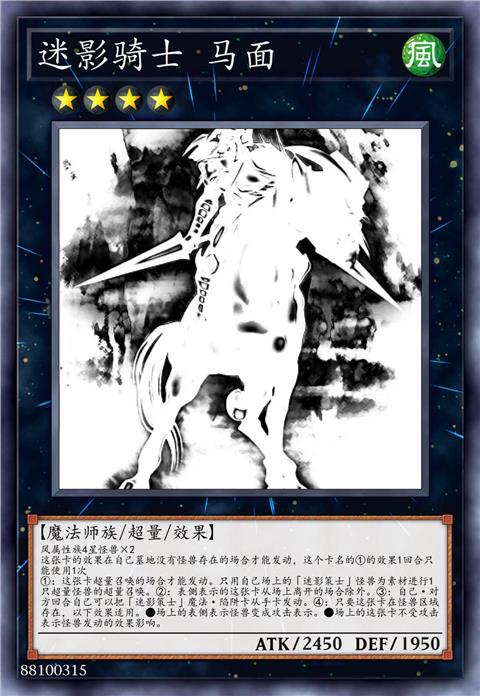 迷影骑士 马面
風
【魔法师族/超量/效果】
风属性族4星怪兽×2
这张卡的效果在自己墓地没有怪兽存在的场合才能发动，这个卡名的①的效果1回合只
能使用1次
①：这张卡超量召唤的场合才能发动。只用自己场上的「迷影策士」怪兽为素材进行1
只超量怪兽的超量召唤。②：表侧表示的这张卡从场上离开的场合除外。③：自己·对
方回合自己可以把「迷影策士」魔法·陷阱卡从手卡发动。④：只要这张卡在怪兽区域
存在，以下效果适用。●场上的表侧表示怪兽变成攻击表示。●场上的这张卡不受攻击
表示怪兽发动的效果影响。
ATK/2450 DEF/1950
88100315